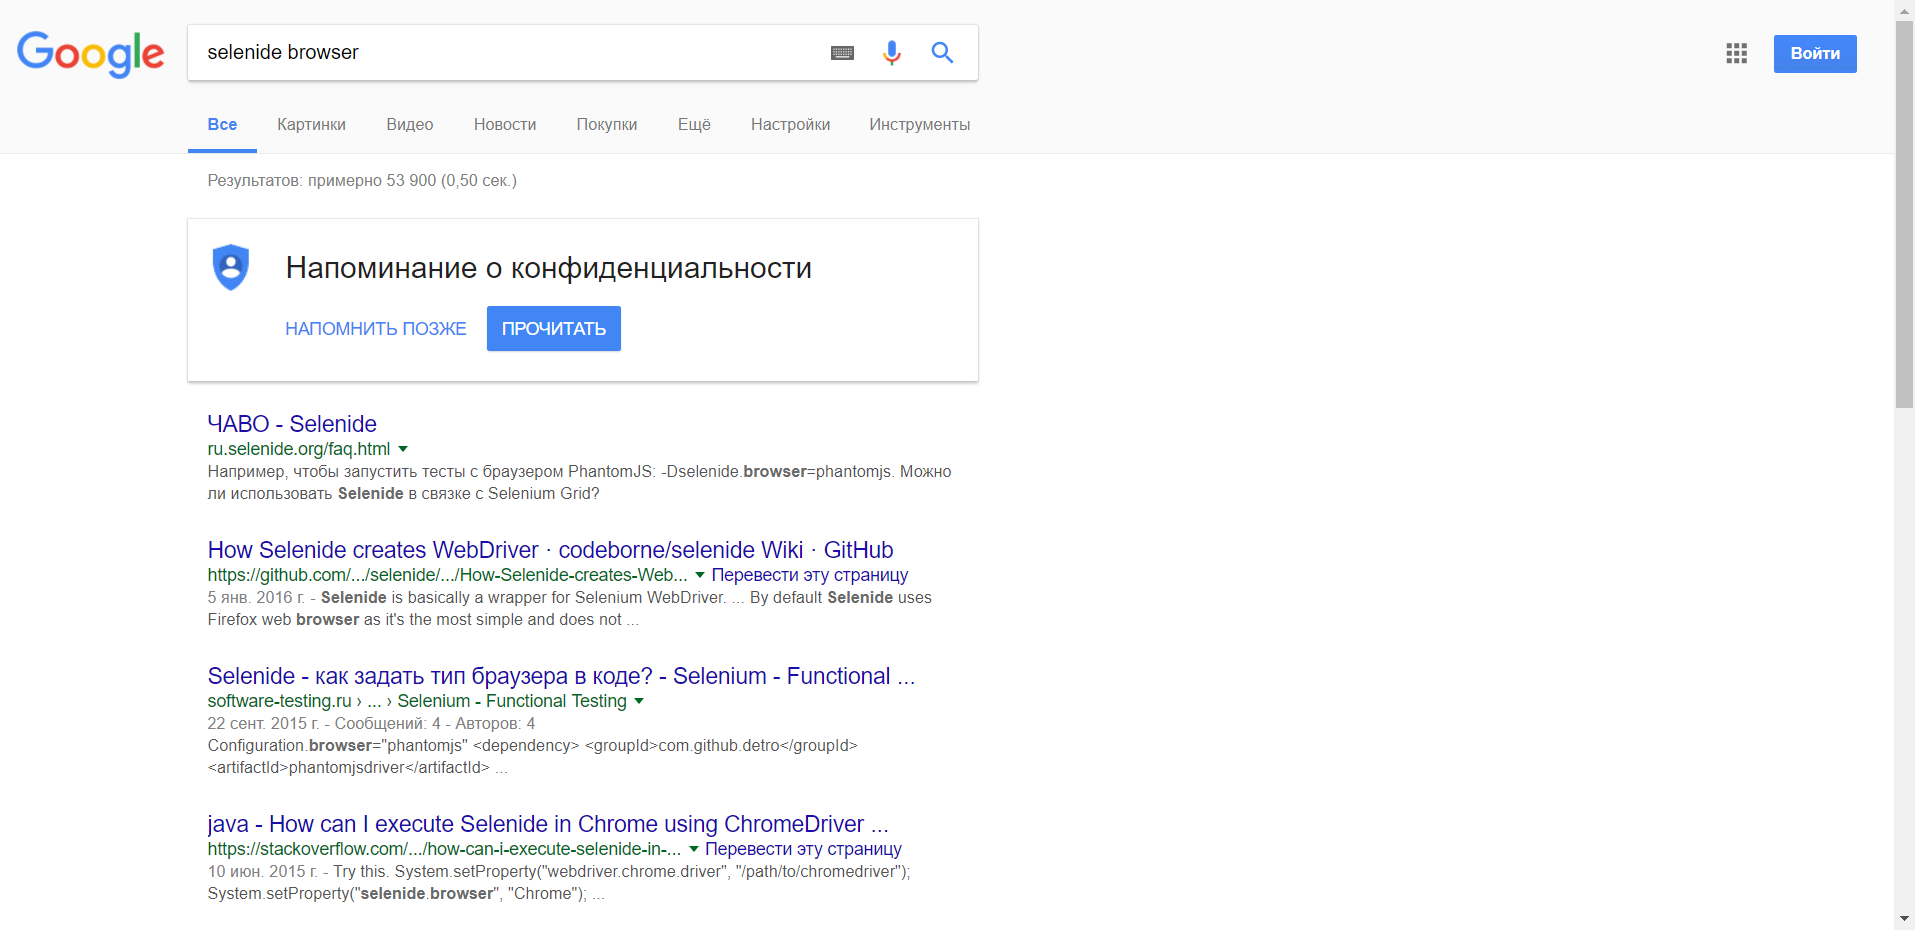 Google
selenide browser
Войти
Все Картинки Видео Новости Покупки Ещё Настройки Инструменты
Результатов: примерно 53 900 (0,50 сек.)
Напоминание о конфиденциальности
НАПОМНИТЬ ПОЗЖЕ ПРОЧИТАТЬ
ЧАВО - Selenide
ru.selenide.org/faq.html
Например, чтобы запустить тесты с браузером PhantomJS: -Dselenide.browser=phantomjs. Можно
ли использовать Selenide в связке с Selenium Grid?
How Selenide creates WebDriver · codeborne/selenide Wiki · GitHub
https://github.com/.../selenide/.../How-Selenide-creates-Web... Перевести эту страницу
5 янв. 2016 г. - Selenide is basically a wrapper for Selenium WebDriver. ... By default Selenide uses
Firefox web browser as it's the most simple and does not ...
Selenide - как задать тип браузера в коде? - Selenium - Functional ...
software-testing.ru › ... › Selenium - Functional Testing
22 сент. 2015 г. - Сообщений: 4 - Авторов: 4
Configuration.browser="phantomjs" <dependency> <groupId>com.github.detro</groupId>
<artifactId>phantomjsdriver</artifactId> ...
java - How can I execute Selenide in Chrome using ChromeDriver ...
https://stackoverflow.com/.../how-can-i-execute-selenide-in-... Перевести эту страницу
10 июн. 2015 г. - Try this. System.setProperty("webdriver.chrome.driver", "/path/to/chromedriver");
System.setProperty("selenide.browser", "Chrome"); ...